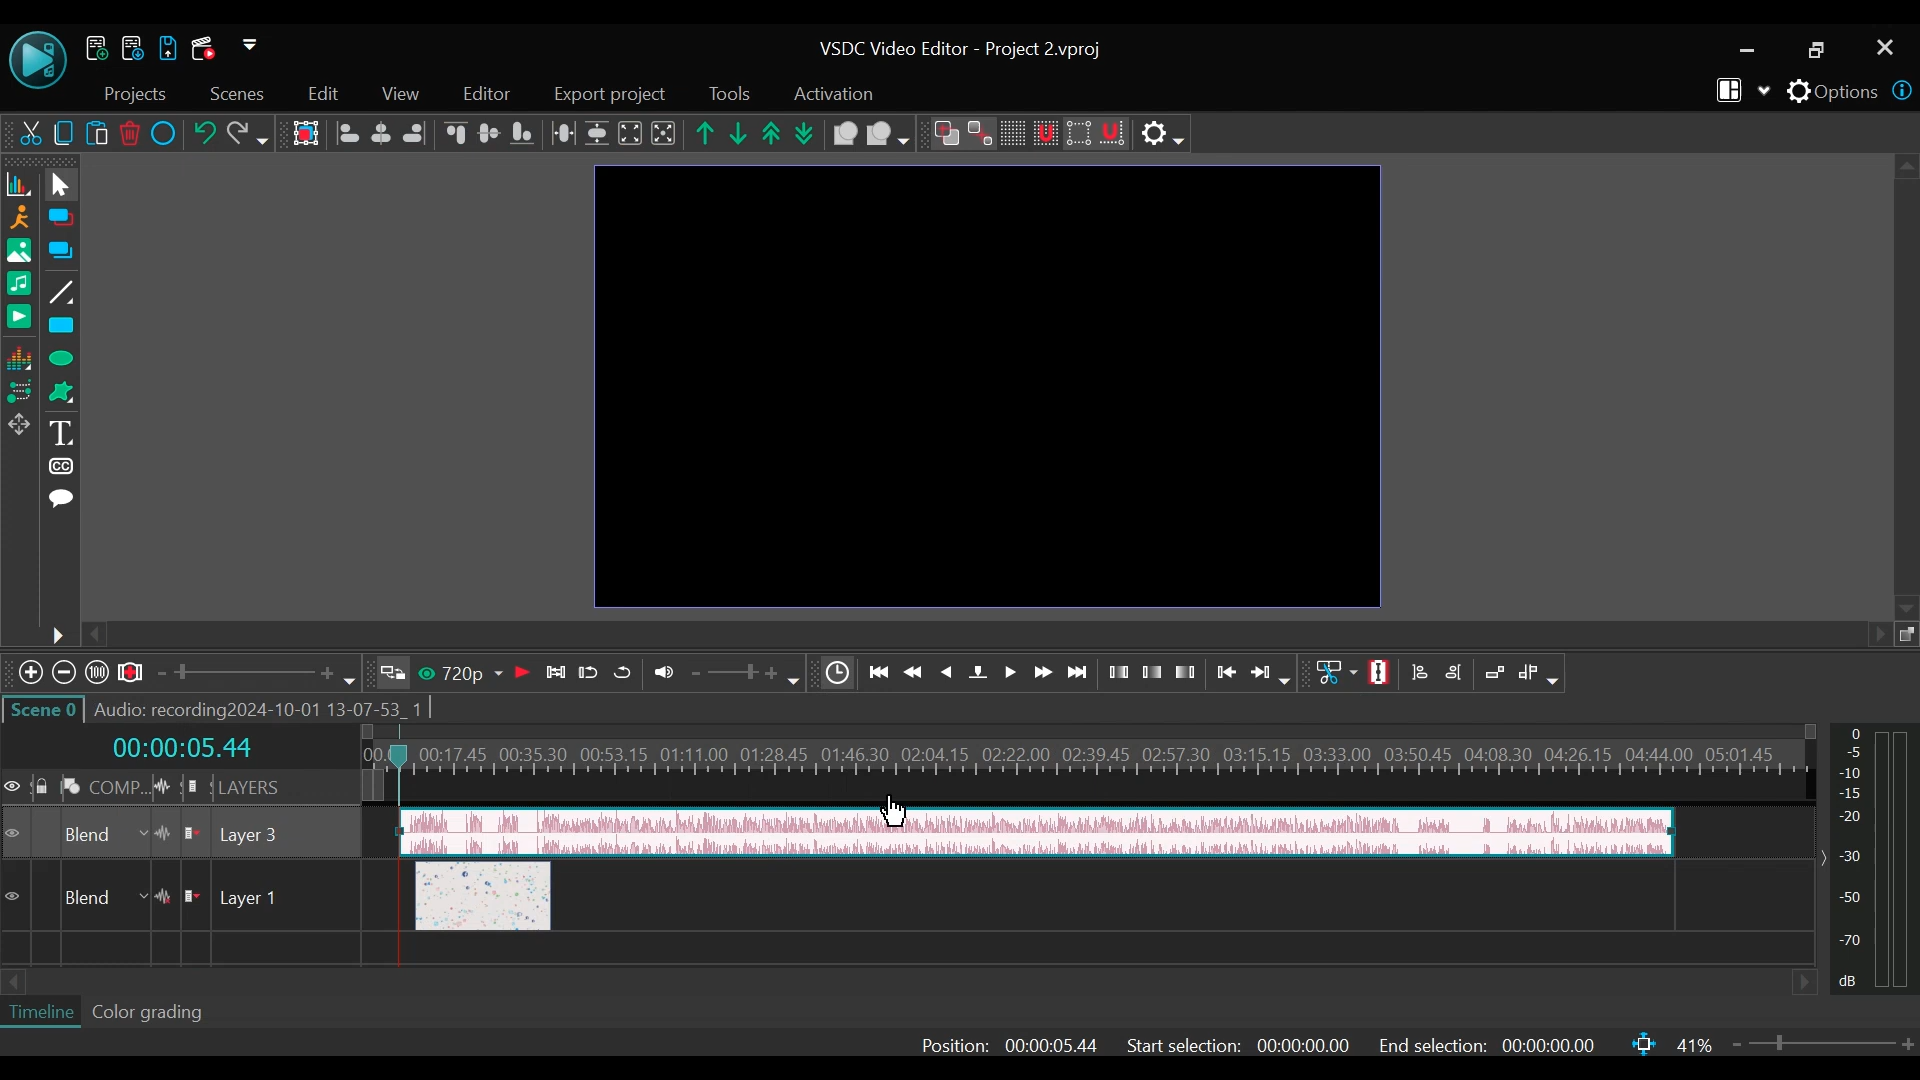 VSDC Video Editor - Project 2.vproj
Projects Scenes Edit View Editor Export project Tools Activation Options
T
CC
720p
Scene 0 Audio: recording2024-10-01 13-07-53_1
00:00:05.44
00:17.45 00:35.30 00:53.15 01:11.00 01:28.45 01:46.30 02:04.15 02:22.00 02:39.45 02:57.30 03:15.15 03:33.00 03:50.45 04:08.30 04:26.15 04:44.00 05:01.45
COMP... LAYERS
Blend Layer 3
Blend Layer 1
0
-5
-10
-15
-20
-30
-50
-70
dB
Timeline Color grading
Position: 00:00:05.44 Start selection: 00:00:00.00 End selection: 00:00:00.00 41%